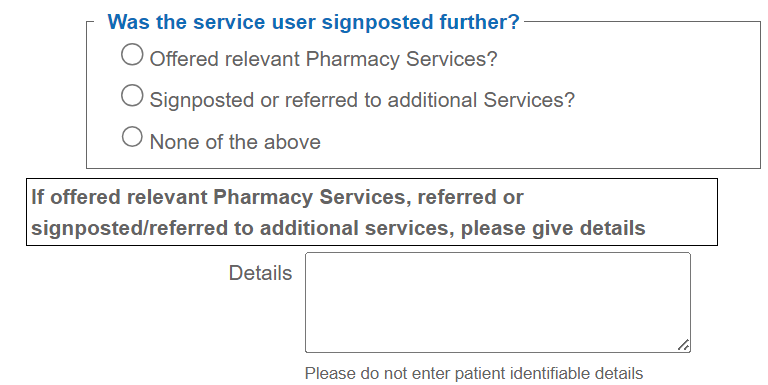 Was the service user signposted further?
Offered relevant Pharmacy Services?
Signposted or referred to additional Services?
None of the above
If offered relevant Pharmacy Services, referred or
signposted/referred to additional services, please give details
Details
Please do not enter patient identifiable details